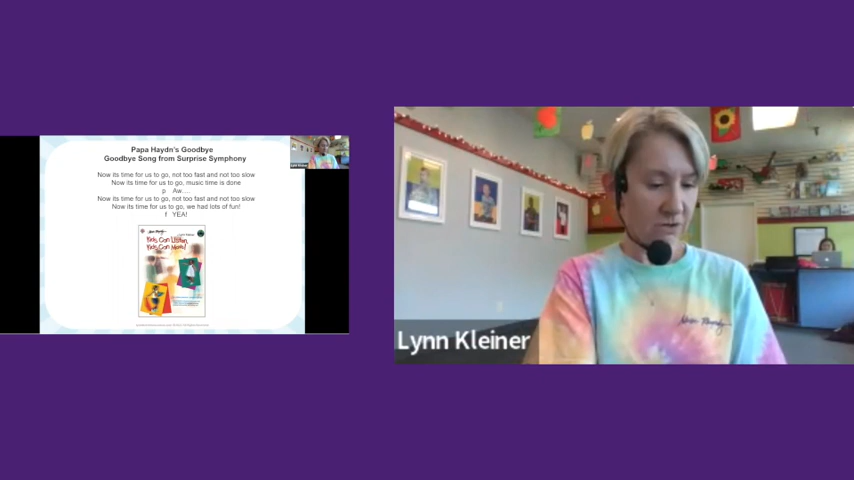 Papa Haydn's Goodbye
Goodbye Song from Surprise Symphony
Now its time for us to go, not too fast and not too slow
Now its time for us to go, music time is done
p Aw....
Now its time for us to go, not too fast and not too slow
Now its time for us to go, we had lots of fun!
f YEA!
Kids Can Listen,
Kids Can Move!
Lynn Kleiner